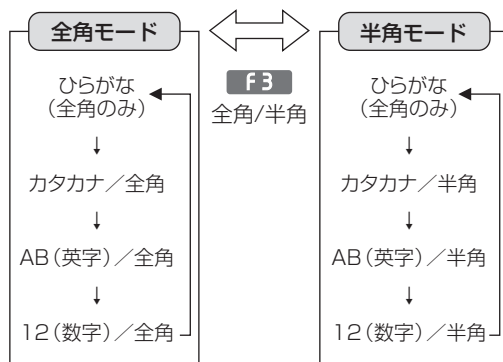 全角モード
ひらがな
(全角のみ)
↓
カタカナ／全角
↓
AB(英字)／全角
↓
12(数字)／全角
F3
全角/半角
半角モード
ひらがな
(全角のみ)
↓
カタカナ／半角
↓
AB(英字)／半角
↓
12(数字)／半角